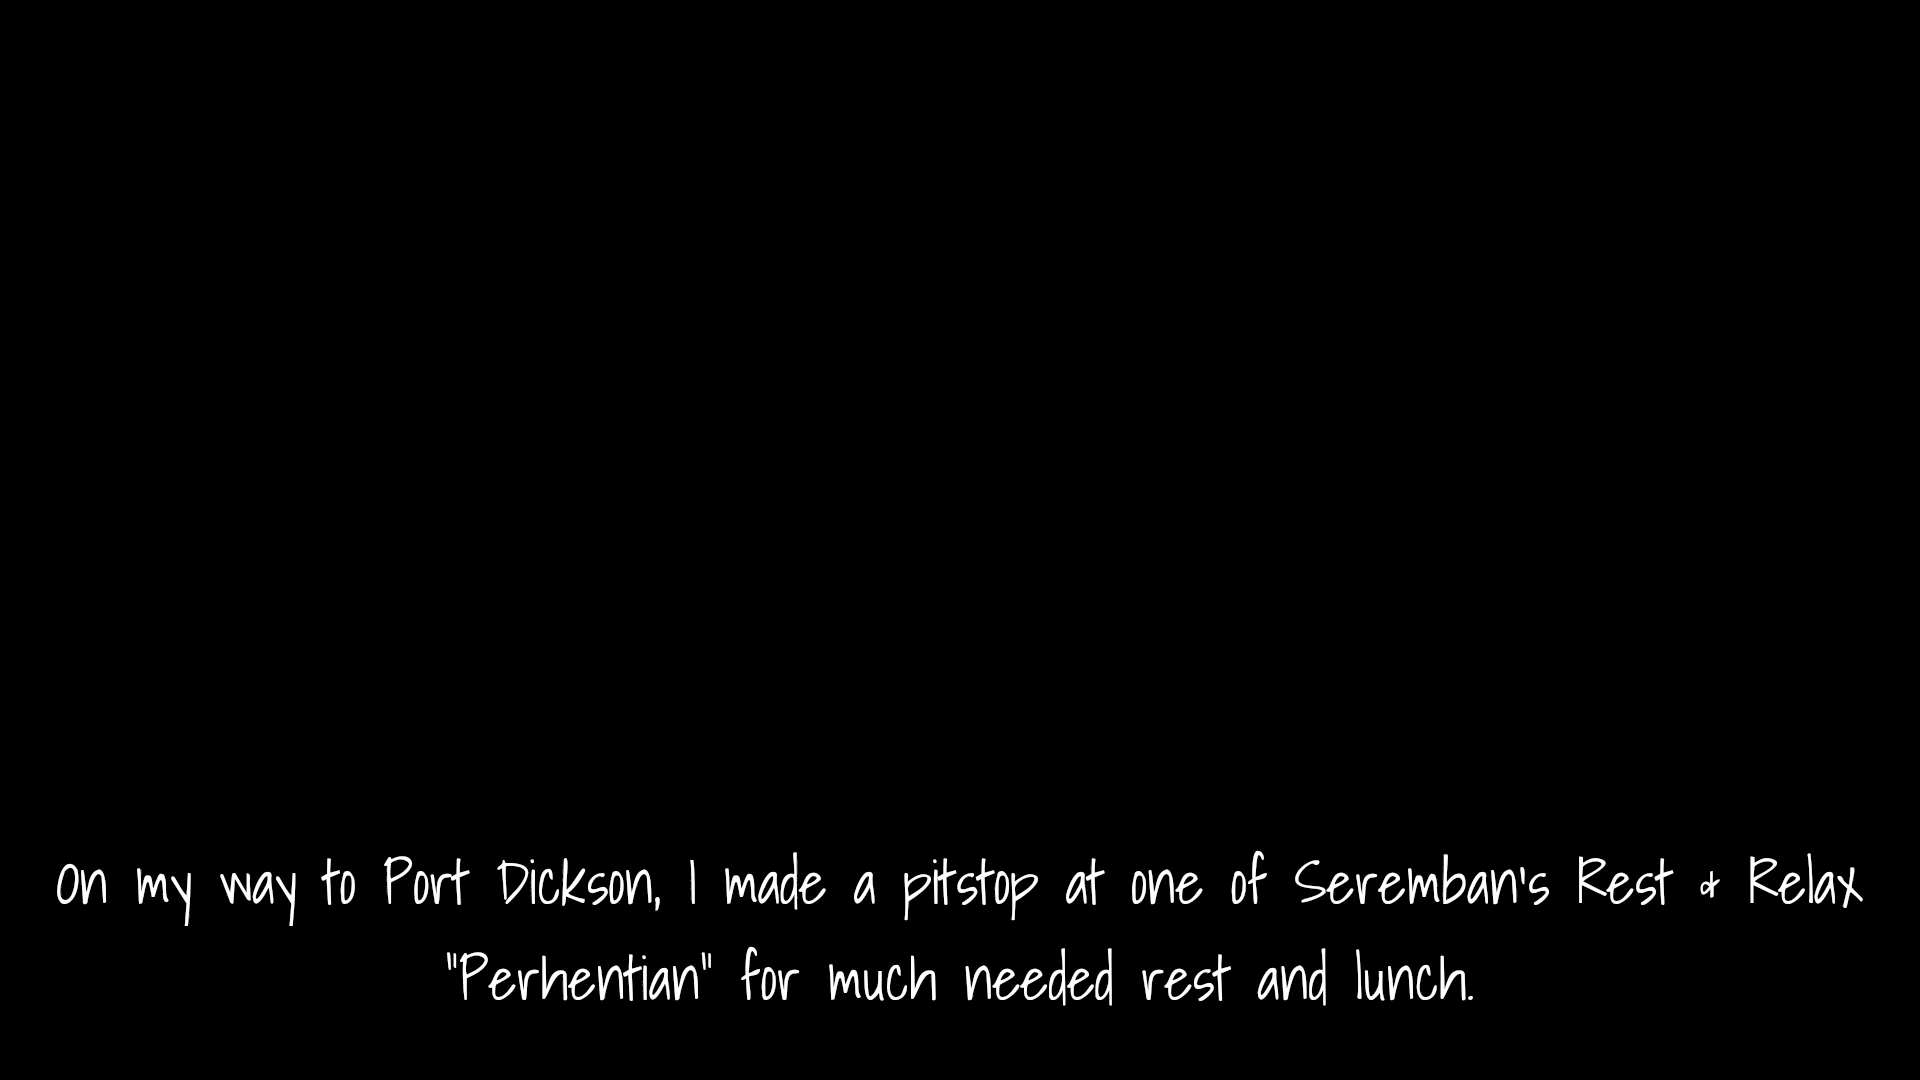 On my way to Port Dickson, I made a pitstop at one of Seremban's Rest & Relax
"Perhentian" for much needed rest and lunch.